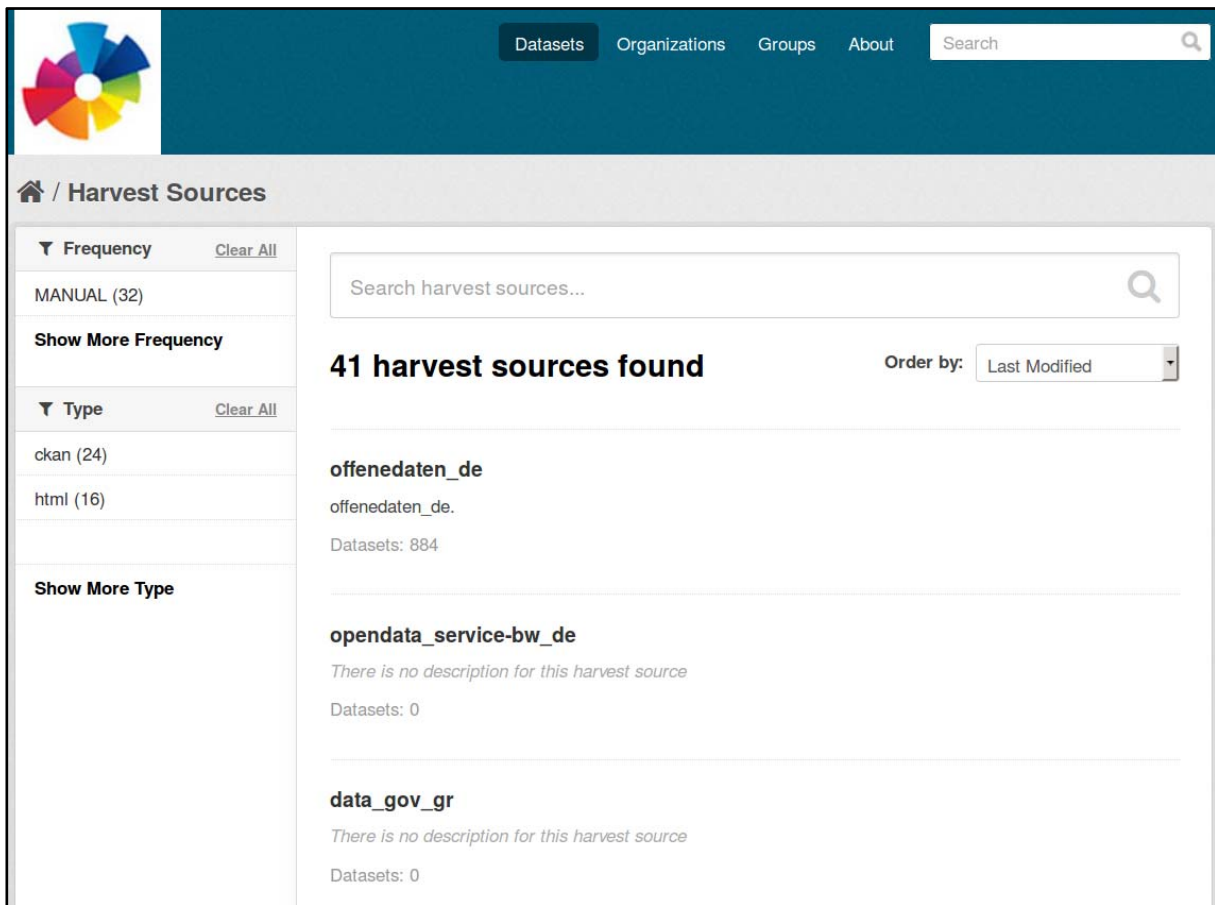 Datasets Organizations Groups About Search
/ Harvest Sources
Frequency Clear All
MANUAL (32)
Show More Frequency
Type Clear All
ckan (24)
html (16)
Show More Type
Search harvest sources...
41 harvest sources found Order by: Last Modified
offenedaten_de
offenedaten_de.
Datasets: 884
opendata_service-bw_de
There is no description for this harvest source
Datasets: 0
data_gov_gr
There is no description for this harvest source
Datasets: 0